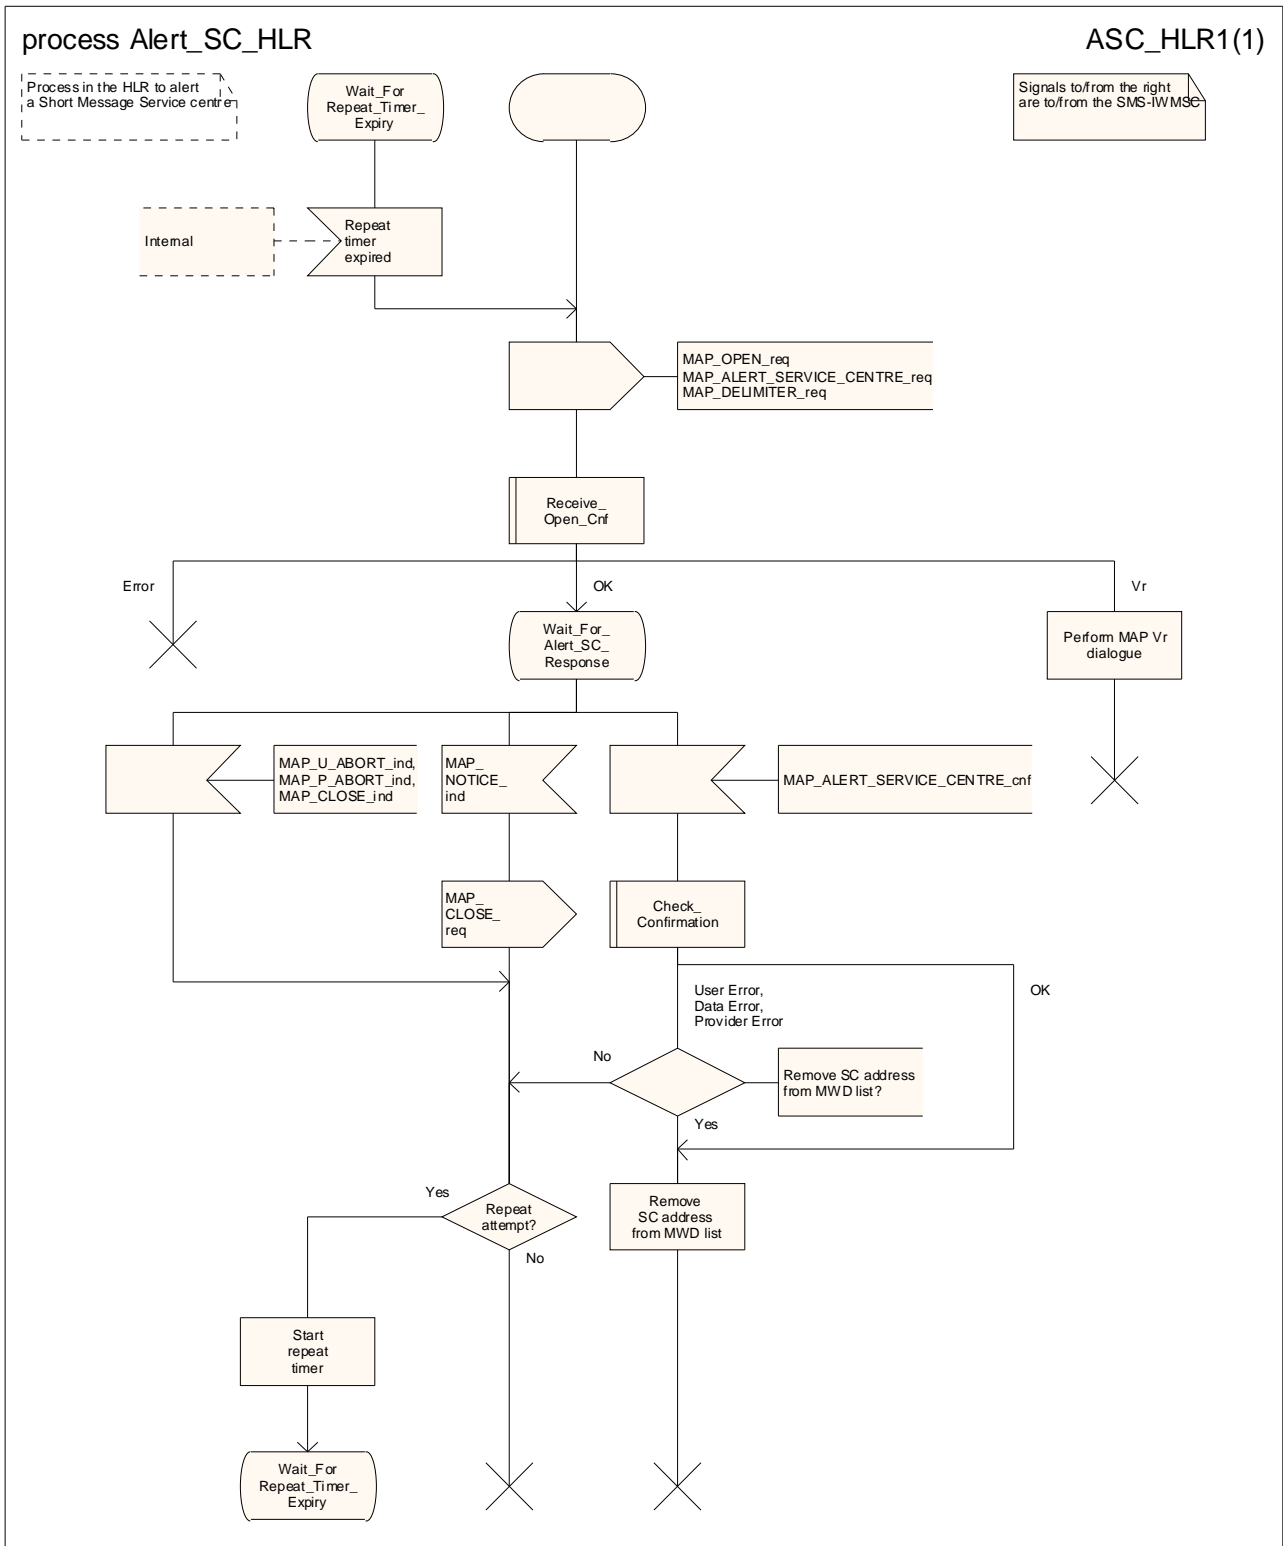 process Alert_SC_HLR
ASC_HLR1(1)
Process in the HLR to alert
a Short Message Service centre
Wait_For
Repeat_Timer_
Expiry
Signals to/from the right
are to/from the SMS-IWMSC
Internal
Repeat
timer
expired
MAP_OPEN_req
MAP_ALERT_SERVICE_CENTRE_req
MAP_DELIMITER_req
Receive_
Open_Cnf
Error
OK
Vr
Wait_For_
Alert_SC_
Response
Perform MAP Vr
dialogue
MAP_U_ABORT_ind,
MAP_P_ABORT_ind,
MAP_CLOSE_ind
MAP_
NOTICE_
ind
MAP_ALERT_SERVICE_CENTRE_cnf
MAP_
CLOSE_
req
Check_
Confirmation
User Error,
Data Error,
Provider Error
OK
No
Remove SC address
from MWD list?
Yes
Yes
Repeat
attempt?
No
Remove
SC address
from MWD list
Start
repeat
timer
Wait_For
Repeat_Timer_
Expiry